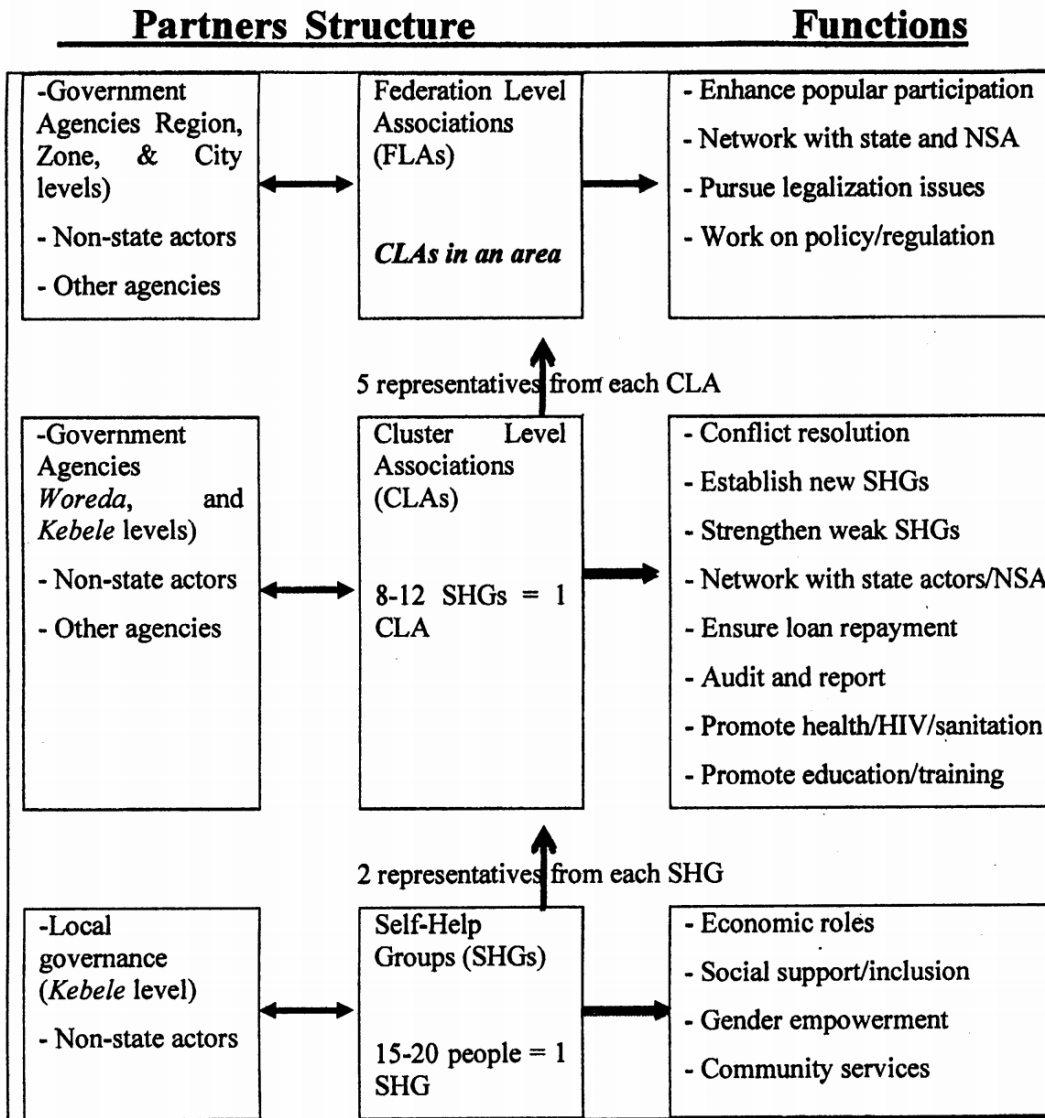 Partners Structure
Functions
-Government
Agencies Region,
Zone, & City
levels)
- Non-state actors
- Other agencies
Federation Level
Associations
(FLAs)
CLAs in an area
- Enhance popular participation
- Network with state and NSA
- Pursue legalization issues
- Work on policy/regulation
5 representatives from each CLA
-Government
Agencies
Woreda, and
Kebele levels)
- Non-state actors
- Other agencies
Cluster Level
Associations
(CLAs)
8-12 SHGs = 1
CLA
- Conflict resolution
- Establish new SHGs
- Strengthen weak SHGs
- Network with state actors/NSA
- Ensure loan repayment
- Audit and report
- Promote health/HIV/sanitation
- Promote education/training
2 representatives from each SHG
-Local
governance
(Kebele level)
- Non-state actors
Self-Help
Groups (SHGs)
15-20 people = 1
SHG
- Economic roles
- Social support/inclusion
- Gender empowerment
- Community services